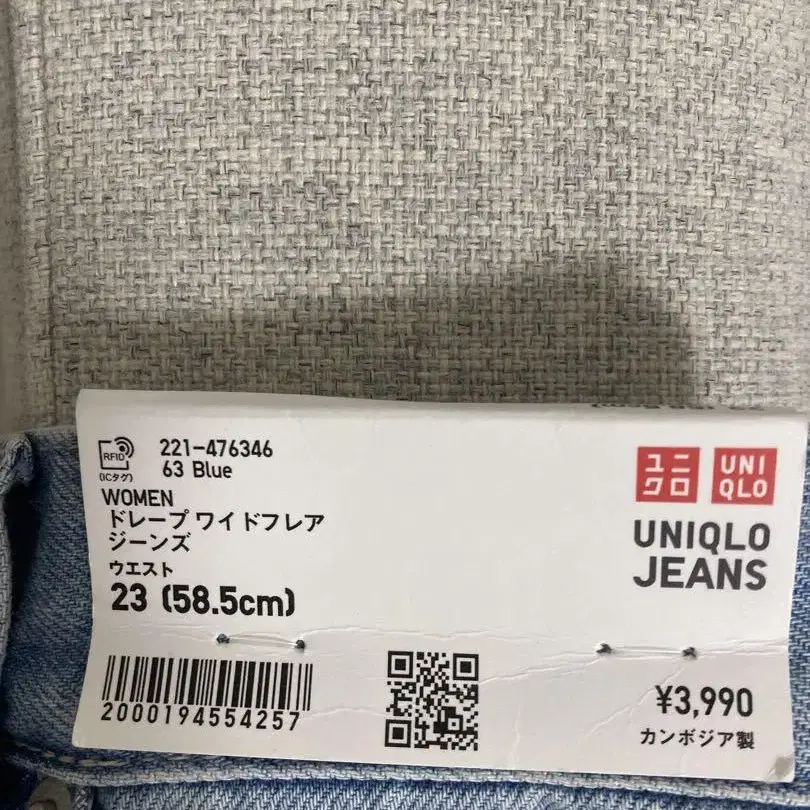 RFID
(ICタグ)
221-476346
63 Blue
WOMEN
ドレープ ワイドフレア
ジーンズ
ウエスト
23 (58.5cm)
2000194554257
ユニ
クロ
UNI
QLO
UNIQLO
JEANS
¥3,990
カンボジア製